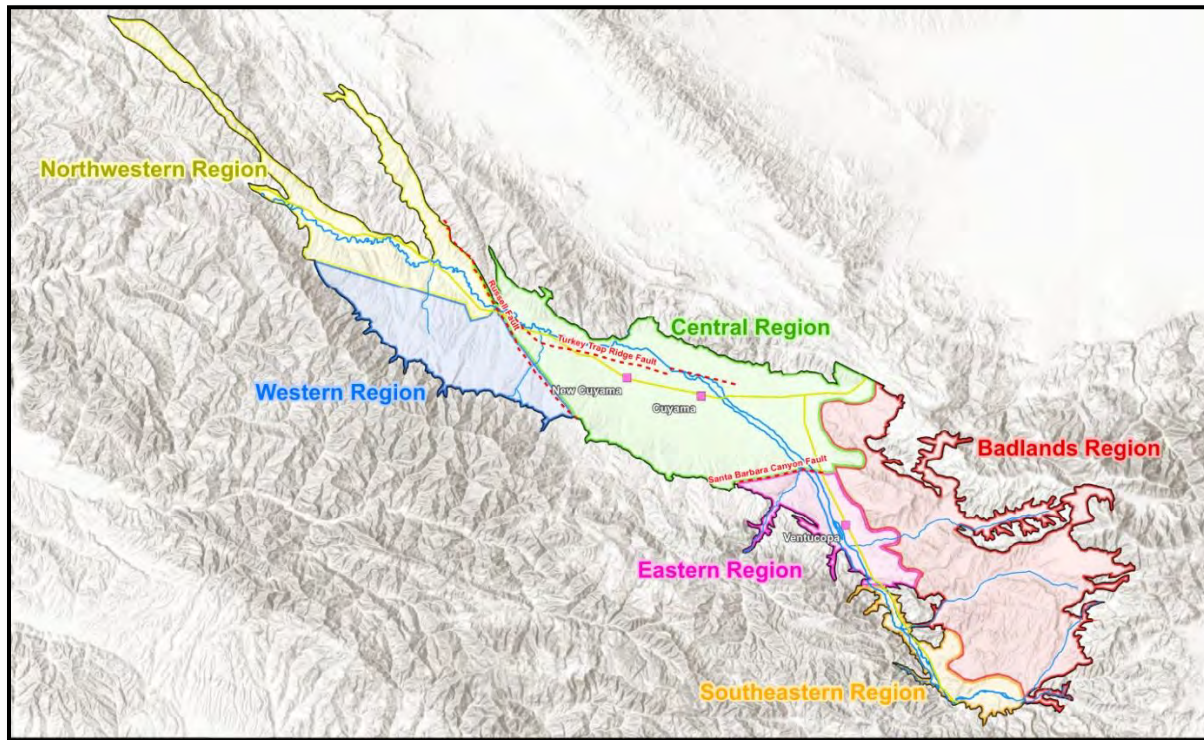 Northwestern Region
Russell Fault
Central Region
Turkey Trap Ridge Fault
Western Region
New Cuyama
Cuyama
Badlands Region
Santa Barbara Canyon Fault
Ventucopa
Eastern Region
Southeastern Region